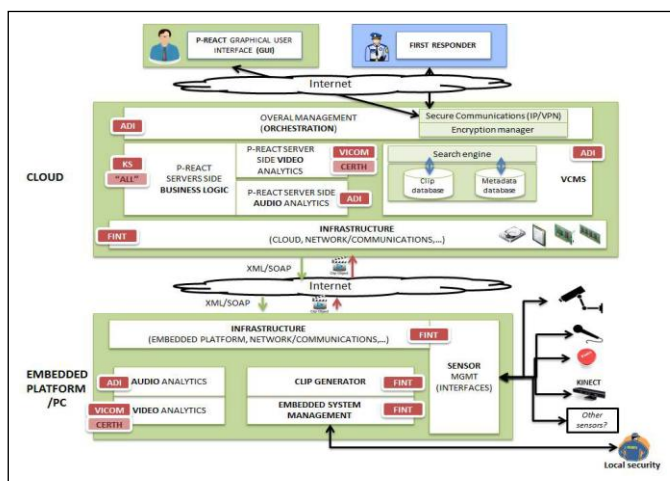 P-REACT GRAPHICAL USER
INTERFACE (GUI)
FIRST RESPONDER
Internet
OVERAL MANAGEMENT
(ORCHESTRATION)
ADI
Secure Communications (IP/VPN)
Encryption manager
CLOUD
KS
"ALL"
P-REACT
SERVERS SIDE
BUSINESS LOGIC
P-REACT SERVER
SIDE VIDEO
ANALYTICS
VICOM
CERTH
P-REACT SERVER SIDE
AUDIO ANALYTICS
ADI
Search engine
Clip
database
Metadata
database
VCMS
ADI
FINT
INFRASTRUCTURE
(CLOUD, NETWORK/COMMUNICATIONS,...)
XML/SOAP
Internet
XML/SOAP
INFRASTRUCTURE
(EMBEDDED PLATFORM, NETWORK/COMMUNICATIONS,...)
FINT
EMBEDDED
PLATFORM
/PC
ADI
AUDIO ANALYTICS
VICOM
CERTH
VIDEO ANALYTICS
CLIP GENERATOR
FINT
EMBEDDED SYSTEM
MANAGEMENT
FINT
SENSOR
MGMT
(INTERFACES)
KINECT
Other
sensors?
Local security